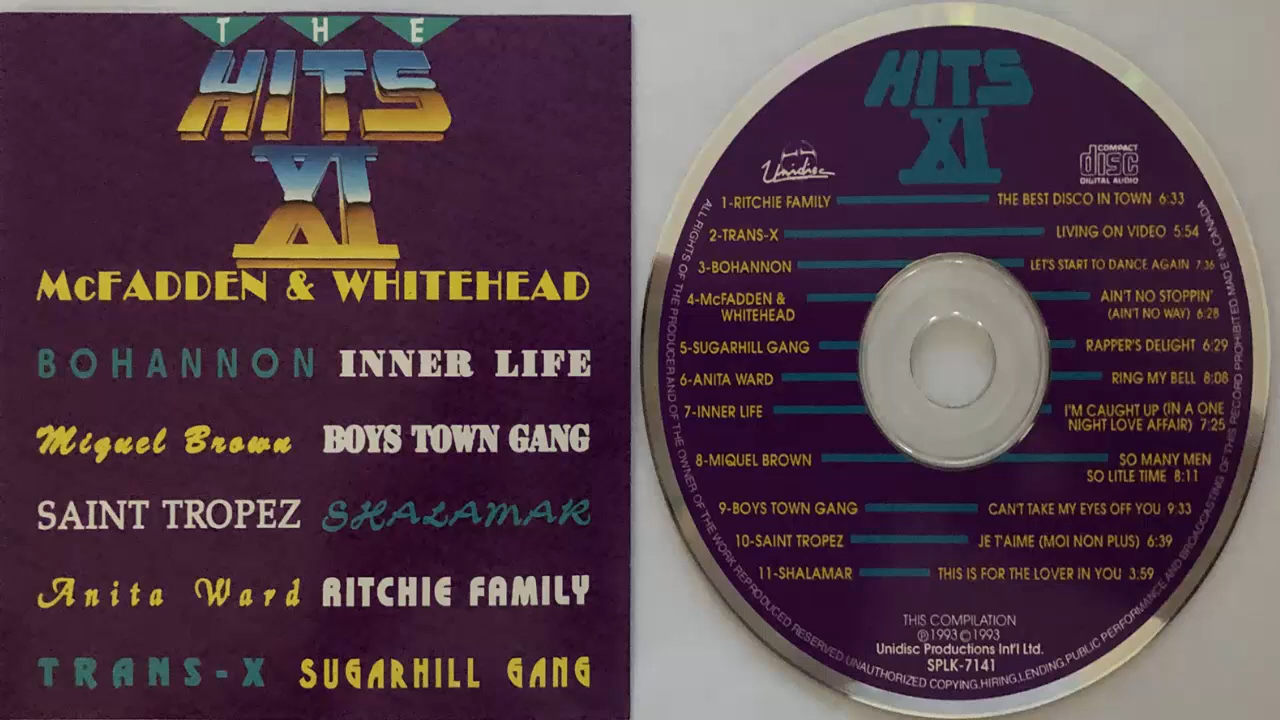 THE
HITS
XI
McFADDEN & WHITEHEAD
BOHANNON INNER LIFE
Miquel Brown BOYS TOWN GANG
SAINT TROPEZ SHALAMAR
Anita Ward RITCHIE FAMILY
TRANS-X SUGARHILL GANG
HITS
XI
Unidisc
COMPACT
disc
DIGITAL AUDIO
1-RITCHIE FAMILY THE BEST DISCO IN TOWN 6:33
2-TRANS-X LIVING ON VIDEO 5:54
3-BOHANNON LET'S START TO DANCE AGAIN 7:36
4-McFADDEN & AIN'T NO STOPPIN'
WHITEHEAD (AIN'T NO WAY) 6:28
5-SUGARHILL GANG RAPPER'S DELIGHT 6:29
6-ANITA WARD RING MY BELL 8:08
7-INNER LIFE I'M CAUGHT UP (IN A ONE
NIGHT LOVE AFFAIR) 7:25
8-MIQUEL BROWN SO MANY MEN
SO LITLE TIME 8:11
9-BOYS TOWN GANG CAN'T TAKE MY EYES OFF YOU 9:33
10-SAINT TROPEZ JE T'AIME (MOI NON PLUS) 6:39
11-SHALAMAR THIS IS FOR THE LOVER IN YOU 3:59
THIS COMPILATION
℗1993 ©1993
Unidisc Productions Int'l Ltd.
SPLK-7141
ALL RIGHTS OF THE PRODUCER AND OF THE OWNER OF THE WORK REPRODUCED RESERVED UNAUTHORIZED COPYING, HIRING, LENDING, PUBLIC PERFORMANCE AND BROADCASTING OF THIS RECORD PROHIBITED. MADE IN CANADA